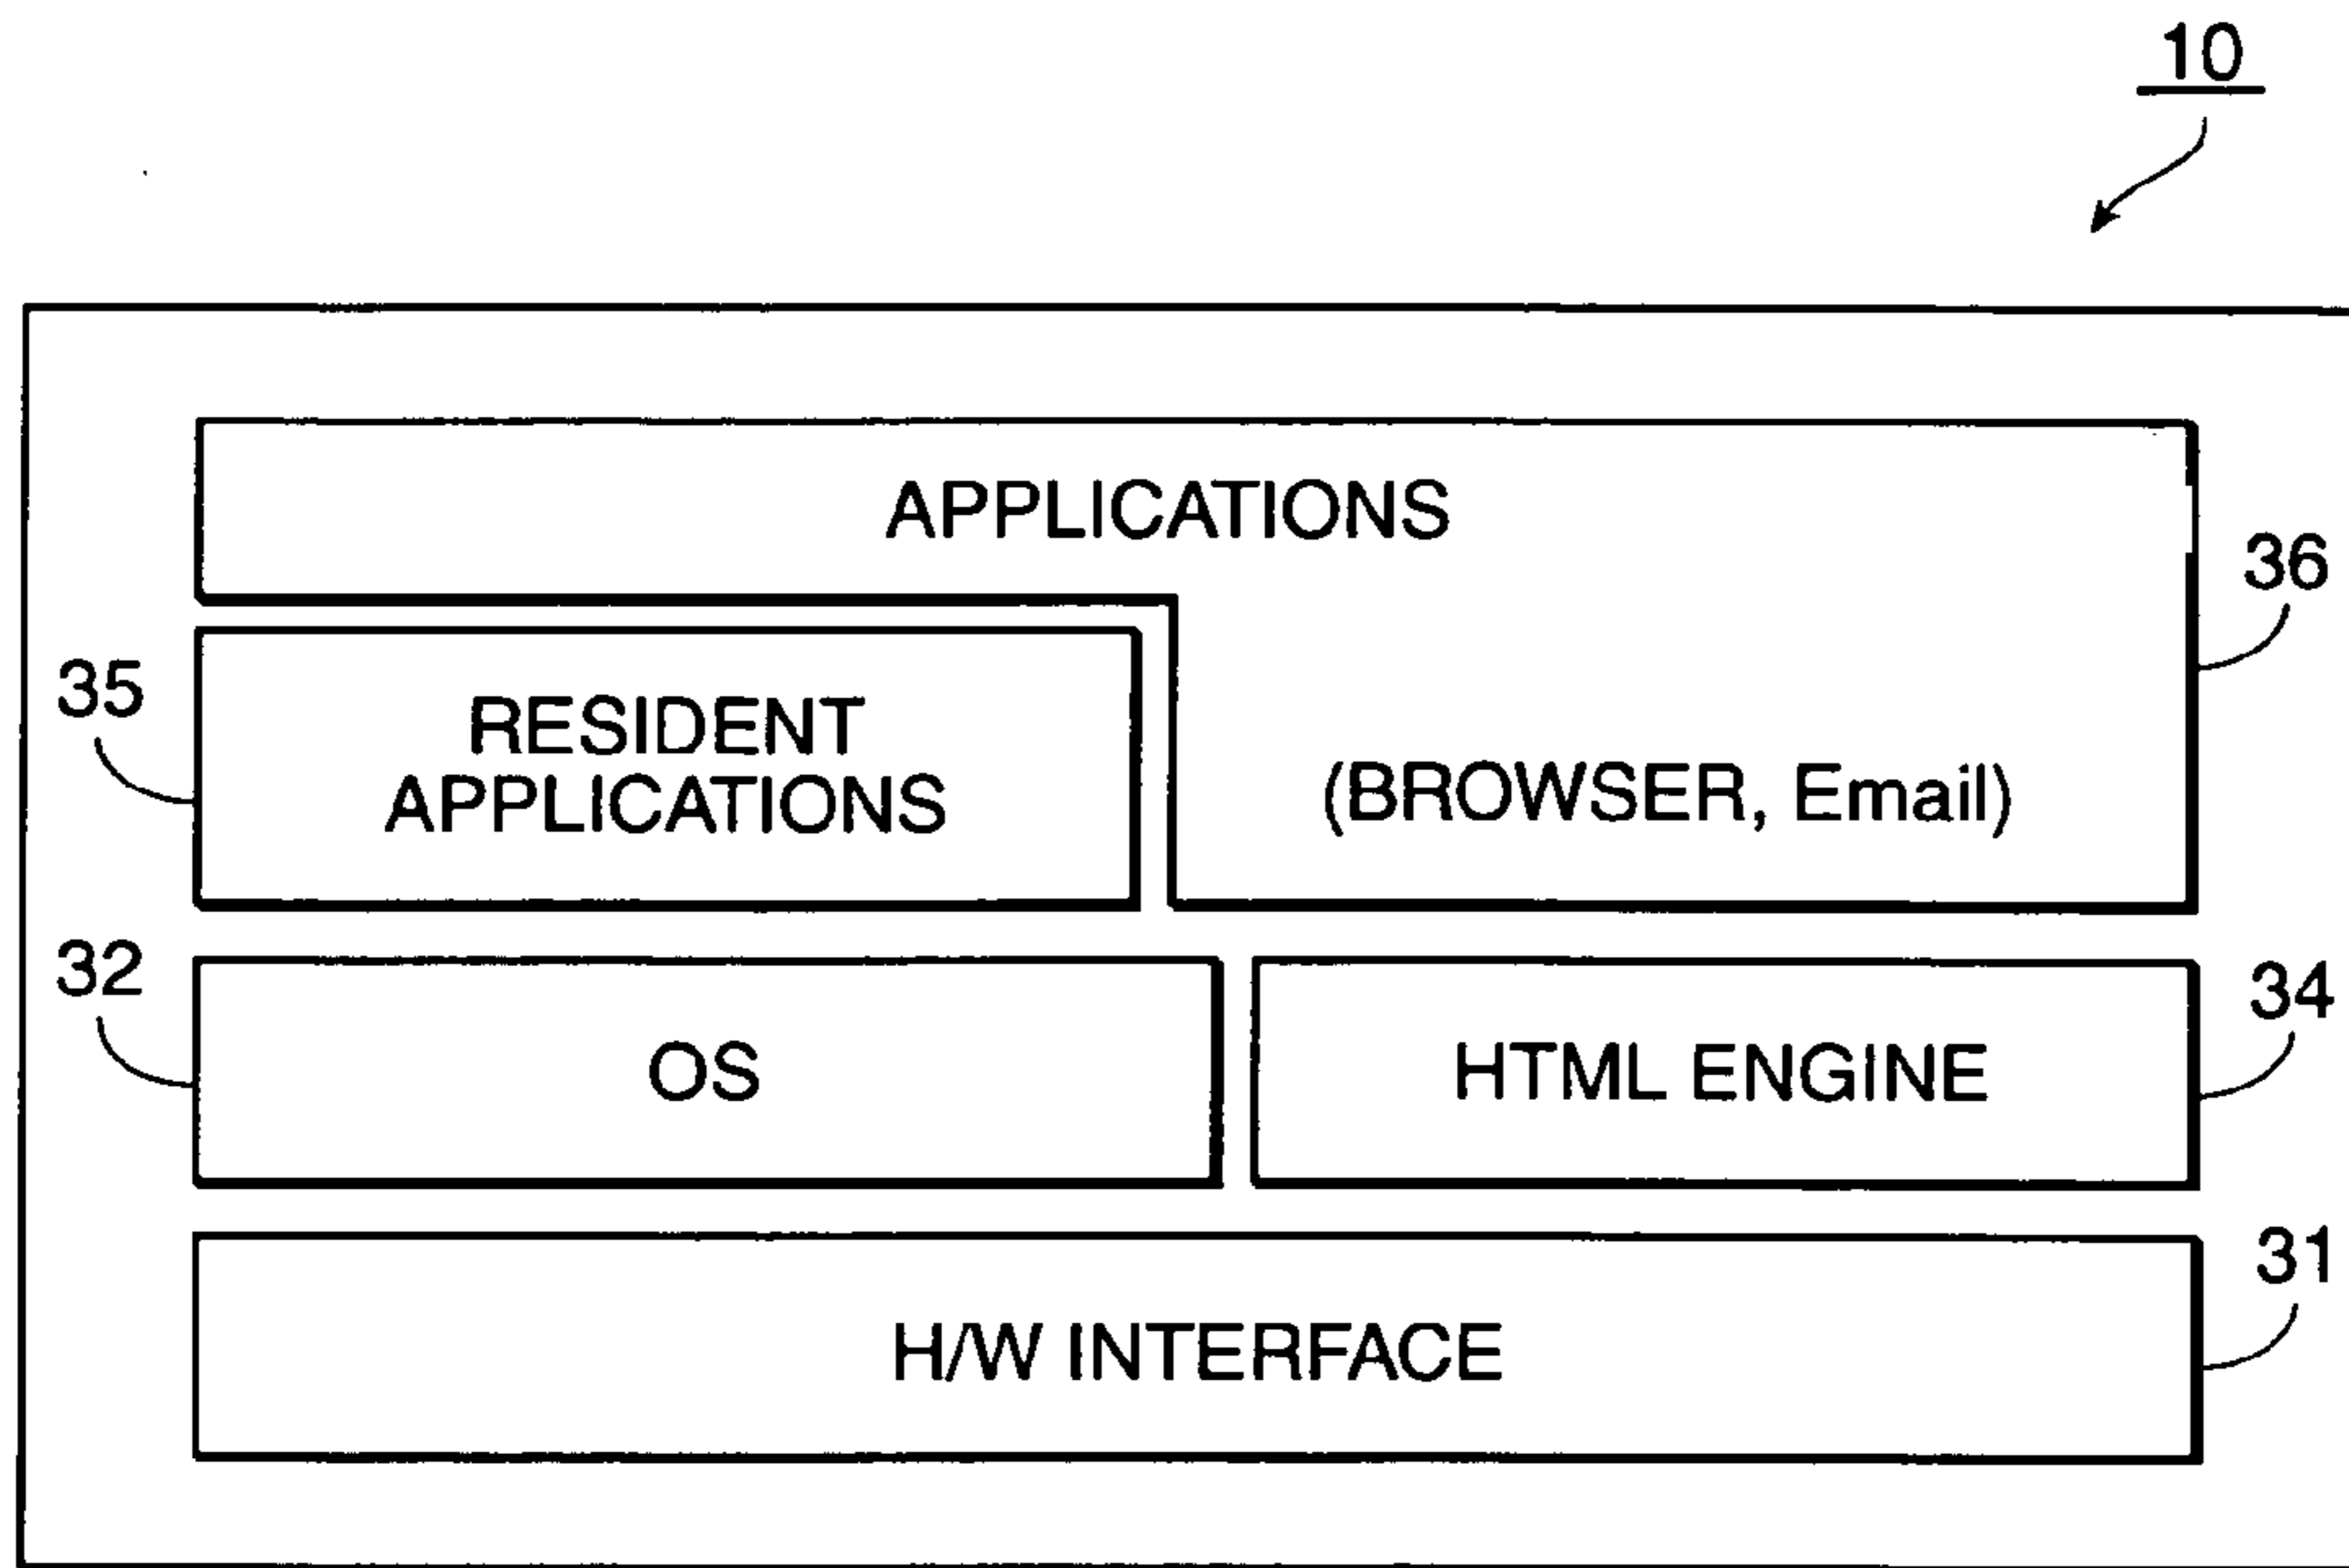 10
APPLICATIONS
36
35
RESIDENT
APPLICATIONS
(BROWSER, Email)
32
OS
HTML ENGINE
34
H/W INTERFACE
31